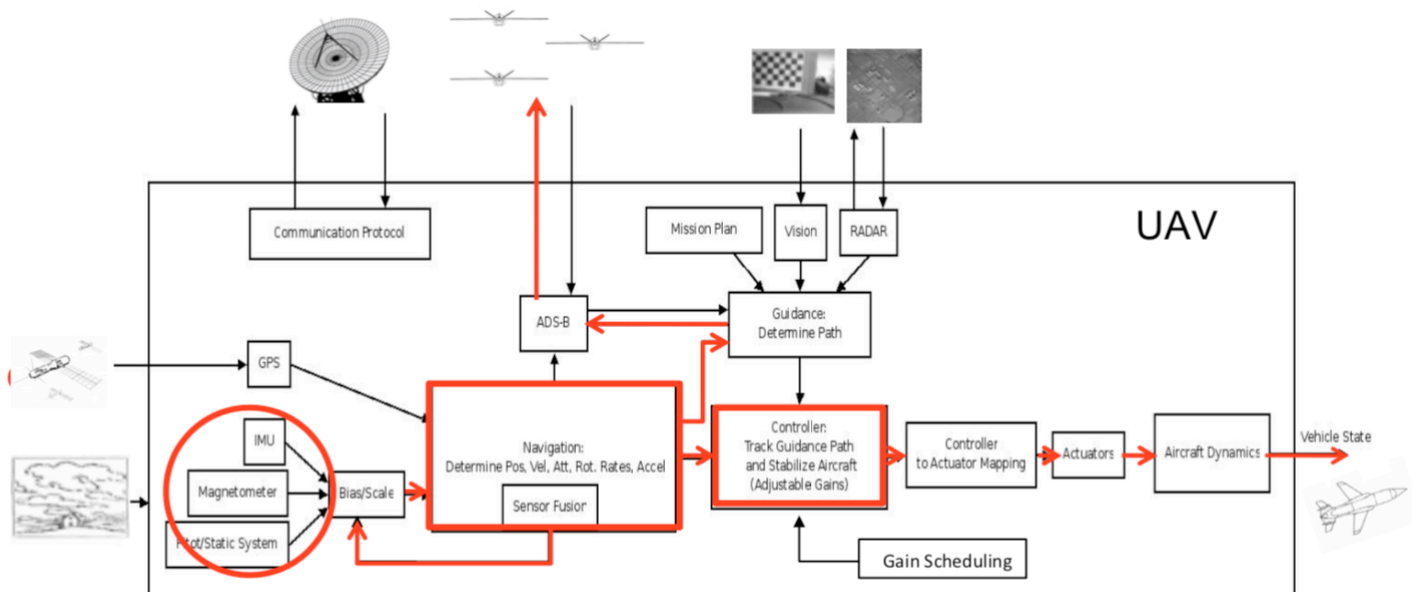 UAV
Communication Protocol
Mission Plan
Vision
RADAR
ADS-B
Guidance:
Determine Path
GPS
IMU
Magnetometer
Pitot/Static System
Bias/Scale
Navigation:
Determine Pos, Vel, Att, Rot. Rates, Accel
Sensor Fusion
Controller:
Track Guidance Path
and Stabilize Aircraft
(Adjustable Gains)
Controller
to Actuator Mapping
Actuators
Aircraft Dynamics
Vehicle State
Gain Scheduling